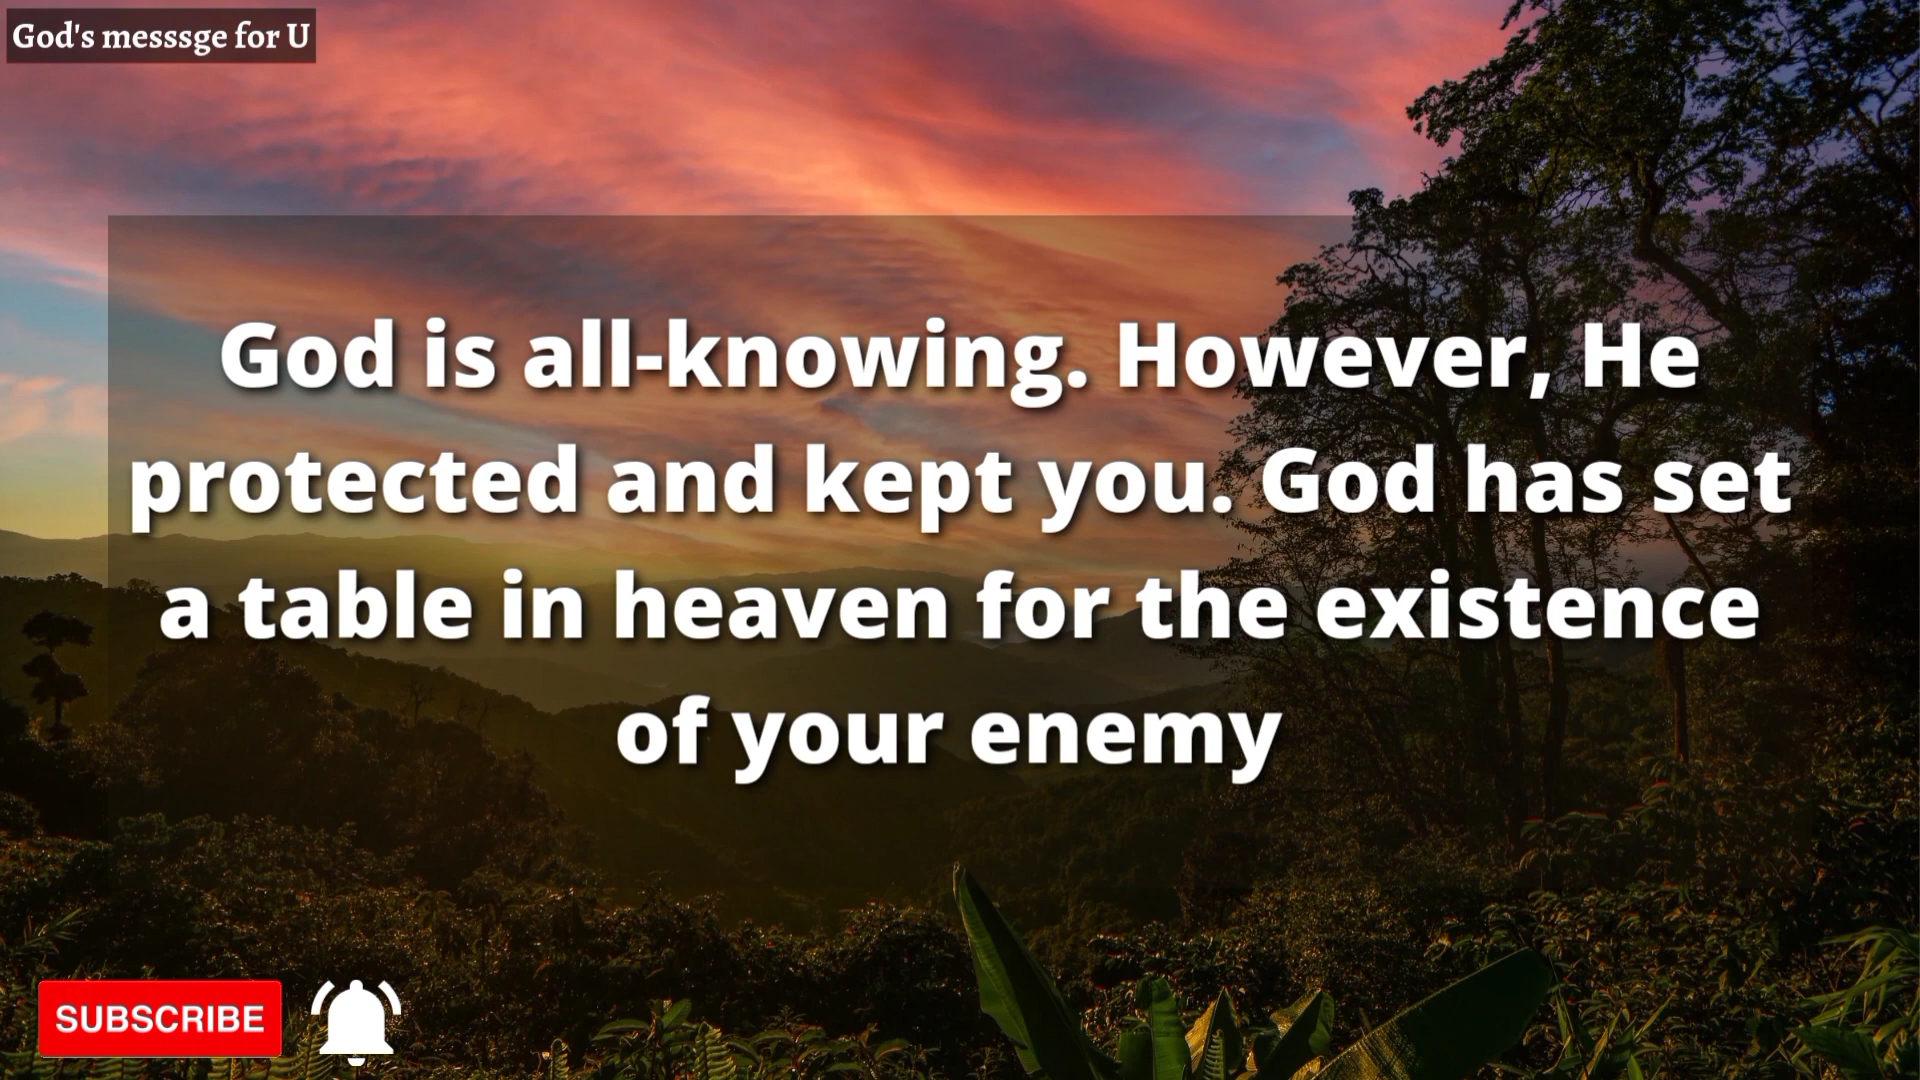 God's messsge for U
God is all-knowing. However, He
protected and kept you. God has set
a table in heaven for the existence
of your enemy
SUBSCRIBE